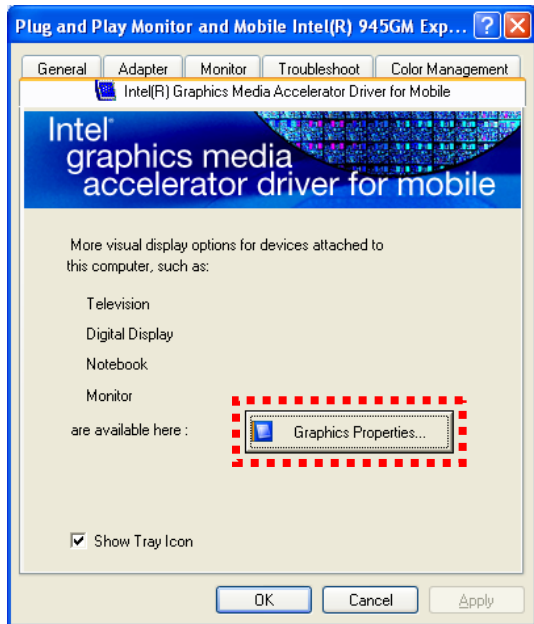 Plug and Play Monitor and Mobile Intel(R) 945GM Exp...
General Adapter Monitor Troubleshoot Color Management
Intel(R) Graphics Media Accelerator Driver for Mobile
Intel®
graphics media
accelerator driver for mobile
More visual display options for devices attached to
this computer, such as:
Television
Digital Display
Notebook
Monitor
are available here :
Graphics Properties...
Show Tray Icon
OK Cancel Apply